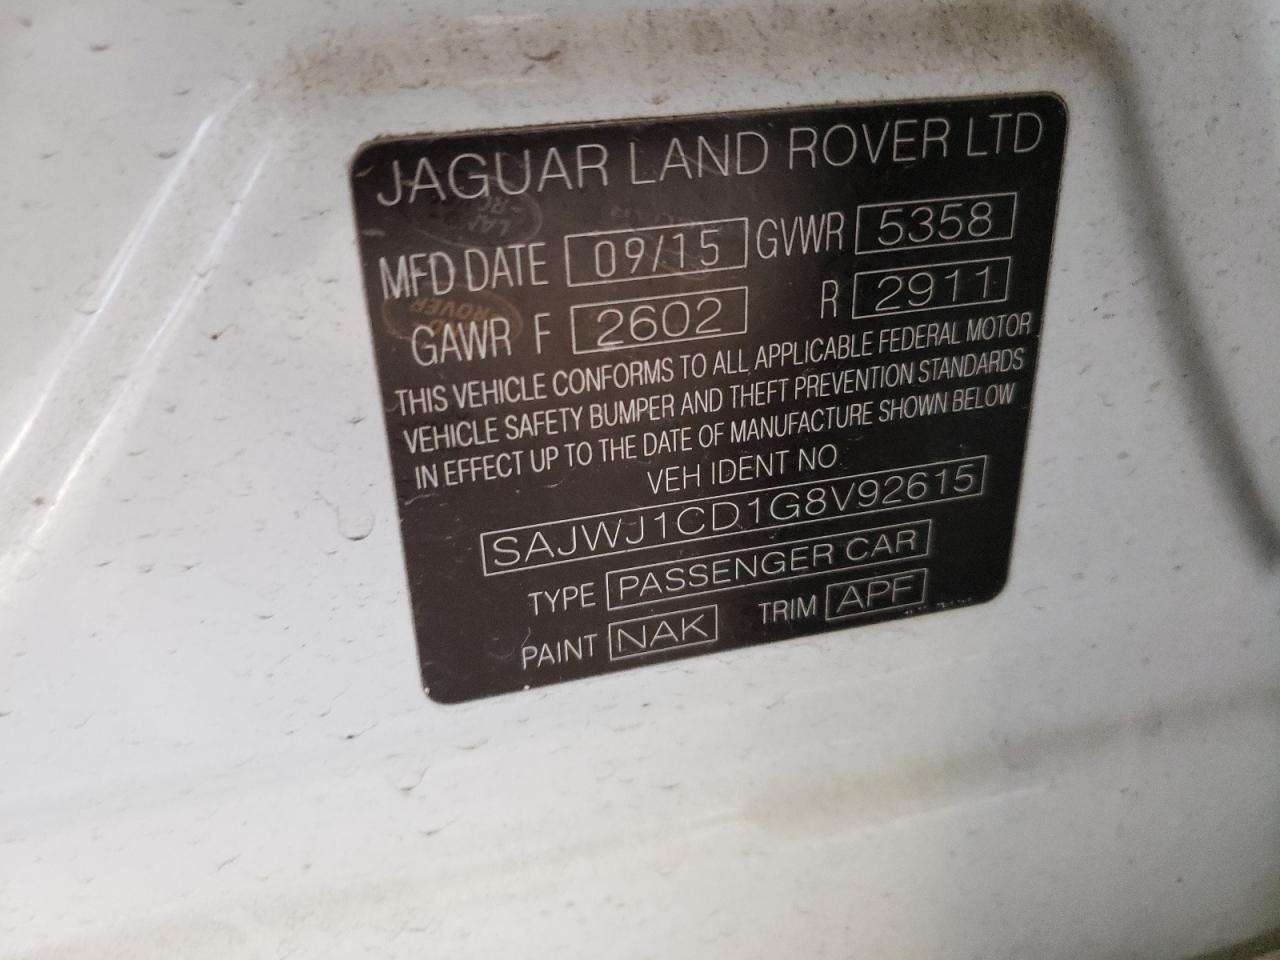 JAGUAR LAND ROVER LTD
MFD DATE 09/15 GVWR 5358
GAWR F 2602 R 2911
THIS VEHICLE CONFORMS TO ALL APPLICABLE FEDERAL MOTOR
VEHICLE SAFETY BUMPER AND THEFT PREVENTION STANDARDS
IN EFFECT UP TO THE DATE OF MANUFACTURE SHOWN BELOW
VEH IDENT NO
SAJWJ1CD1G8V92615
TYPE PASSENGER CAR
PAINT NAK TRIM APF